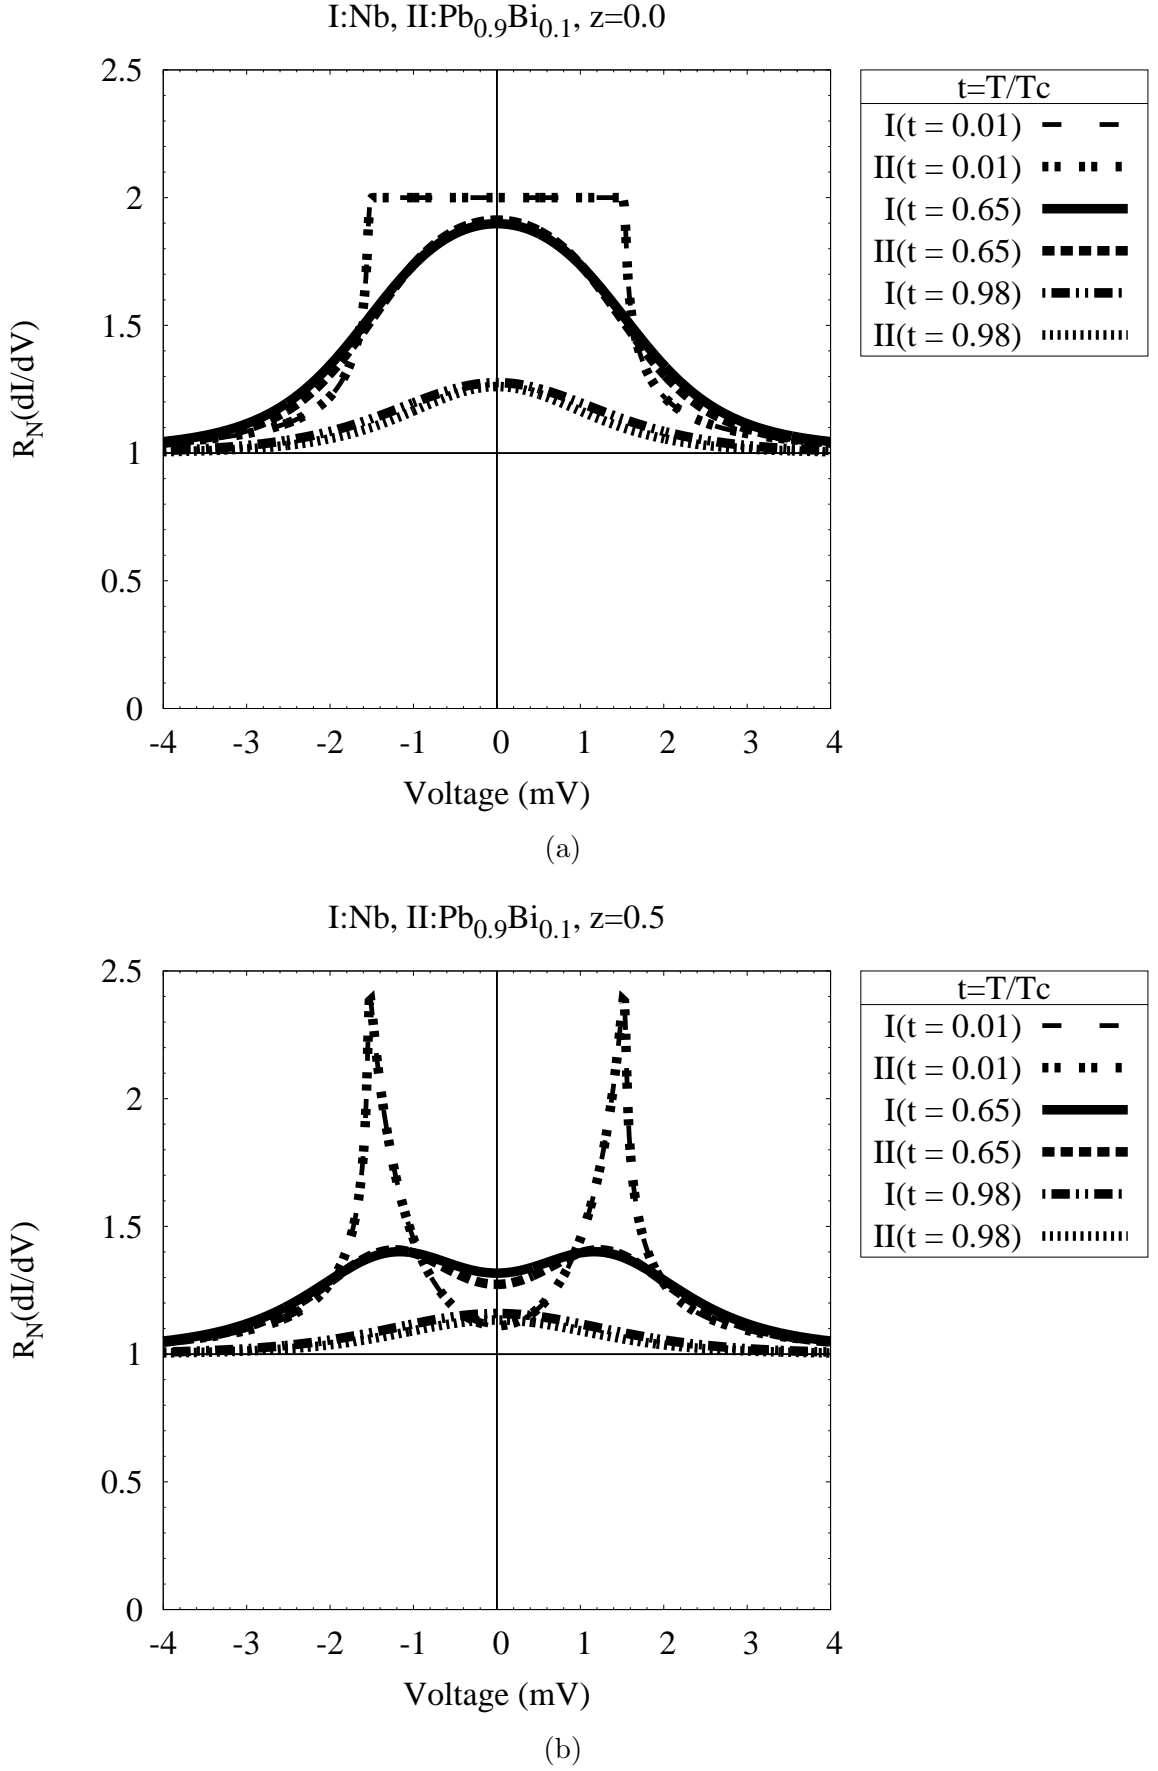 I:Nb, II:Pb0.9Bi0.1, z=0.0
2.5
2
1.5
1
0.5
0
RN(dI/dV)
-4 -3 -2 -1 0 1 2 3 4
Voltage (mV)
t=T/Tc
I(t = 0.01)
II(t = 0.01)
I(t = 0.65)
II(t = 0.65)
I(t = 0.98)
II(t = 0.98)
(a)
I:Nb, II:Pb0.9Bi0.1, z=0.5
2.5
2
1.5
1
0.5
0
RN(dI/dV)
-4 -3 -2 -1 0 1 2 3 4
Voltage (mV)
t=T/Tc
I(t = 0.01)
II(t = 0.01)
I(t = 0.65)
II(t = 0.65)
I(t = 0.98)
II(t = 0.98)
(b)